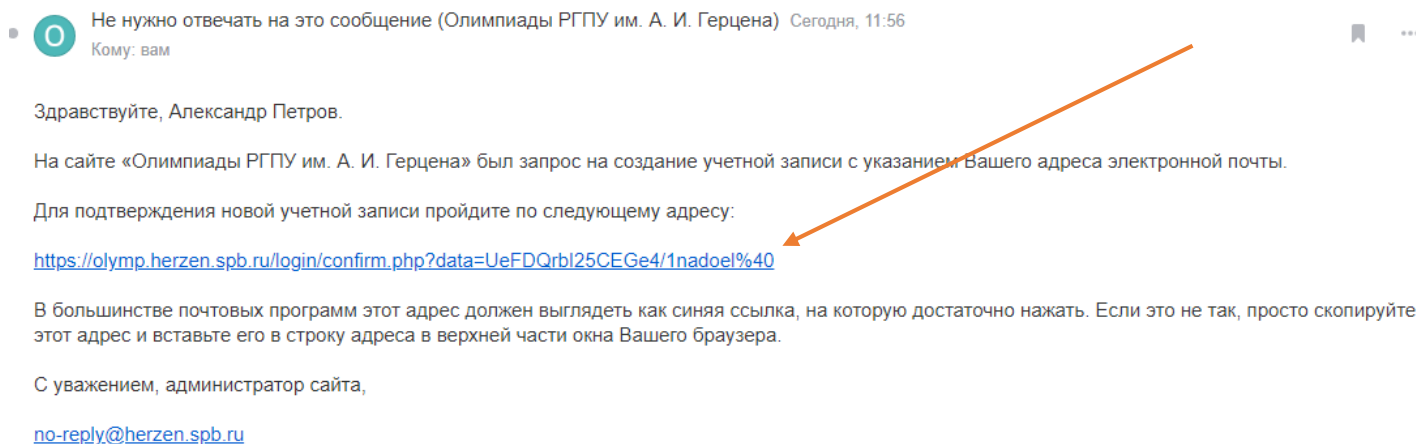 Не нужно отвечать на это сообщение (Олимпиады РГПУ им. А. И. Герцена) Сегодня, 11:56
О
Кому: вам
Здравствуйте, Александр Петров.
На сайте «Олимпиады РГПУ им. А. И. Герцена» был запрос на создание учетной записи с указанием Вашего адреса электронной почты.
Для подтверждения новой учетной записи пройдите по следующему адресу:
https://olymp.herzen.spb.ru/login/confirm.php?data=UeFDQrbI25CEGe4/1nadoel%40
В большинстве почтовых программ этот адрес должен выглядеть как синяя ссылка, на которую достаточно нажать. Если это не так, просто скопируйте
этот адрес и вставьте его в строку адреса в верхней части окна Вашего браузера.
С уважением, администратор сайта,
no-reply@herzen.spb.ru